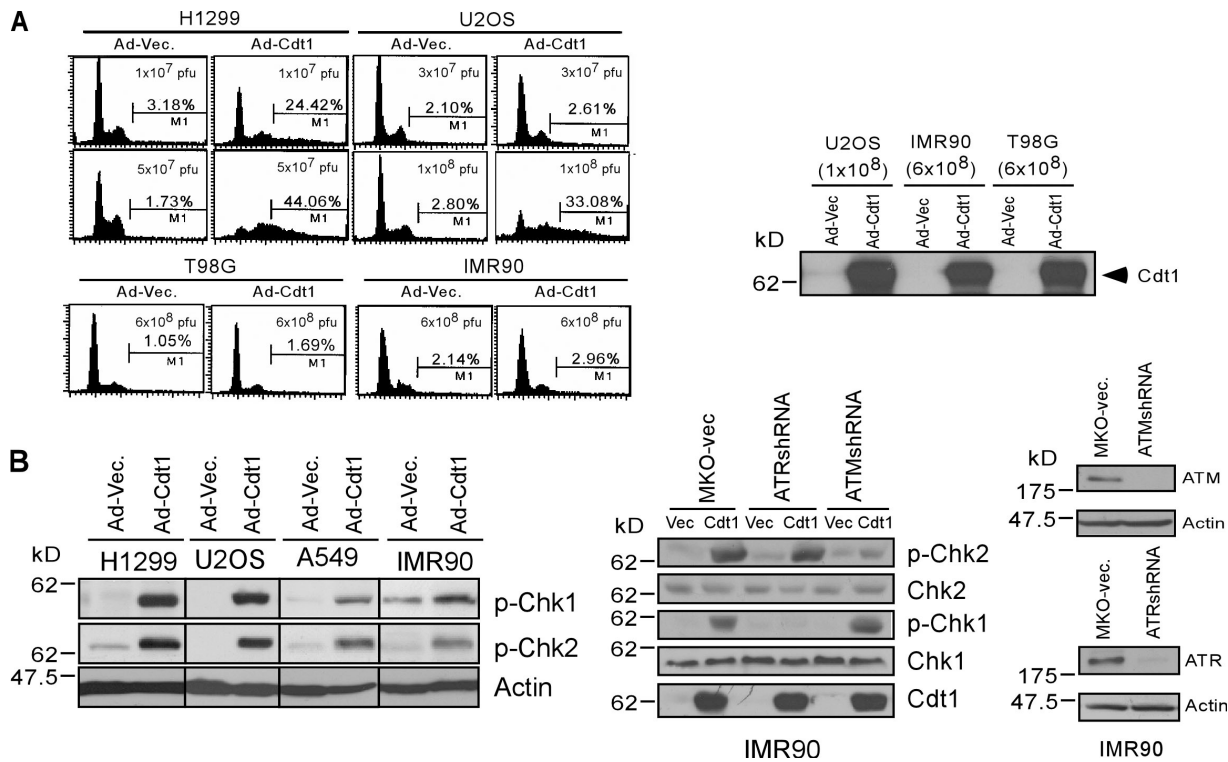 A
H1299 U2OS
Ad-Vec. Ad-Cdt1 Ad-Vec. Ad-Cdt1
1x10⁷ pfu 1x10⁷ pfu 3x10⁷ pfu 3x10⁷ pfu
3.18% 24.42% 2.10% 2.61%
M1 M1 M1 M1
5x10⁷ pfu 5x10⁷ pfu 1x10⁸ pfu 1x10⁸ pfu
1.73% 44.06% 2.80% 33.08%
M1 M1 M1 M1
T98G IMR90
Ad-Vec. Ad-Cdt1 Ad-Vec. Ad-Cdt1
6x10⁸ pfu 6x10⁸ pfu 6x10⁸ pfu 6x10⁸ pfu
1.05% 1.69% 2.14% 2.96%
M1 M1 M1 M1
U2OS IMR90 T98G
(1x10⁸) (6x10⁸) (6x10⁸)
Ad-Vec Ad-Cdt1 Ad-Vec Ad-Cdt1 Ad-Vec Ad-Cdt1
kD
62 Cdt1
B
Ad-Vec. Ad-Cdt1 Ad-Vec. Ad-Cdt1 Ad-Vec. Ad-Cdt1 Ad-Vec. Ad-Cdt1
kD H1299 U2OS A549 IMR90
62 p-Chk1
62 p-Chk2
47.5 Actin
MKO-vec ATRshRNA ATMshRNA
kD Vec Cdt1 Vec Cdt1 Vec Cdt1
62 p-Chk2
62 Chk2
62 p-Chk1
62 Chk1
62 Cdt1
IMR90
MKO-vec. ATMshRNA
kD
175 ATM
47.5 Actin
MKO-vec. ATRshRNA
175 ATR
47.5 Actin
IMR90